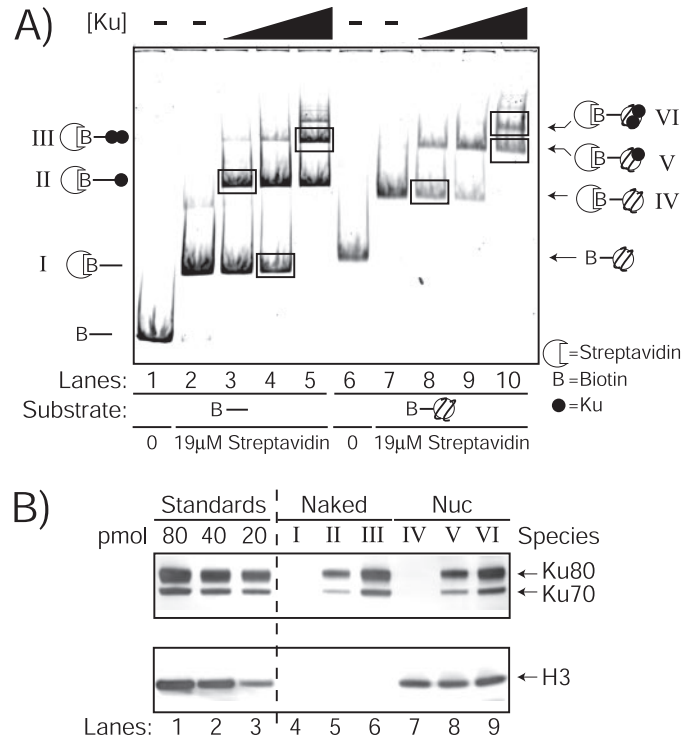 A)
[Ku] – – – –
III B VI
B V
II B B IV
I B B
B
=Streptavidin
B =Biotin
=Ku
Lanes: 1 2 3 4 5 6 7 8 9 10
Substrate: B B
0 19µM Streptavidin 0 19µM Streptavidin
B)
Standards Naked Nuc
pmol 80 40 20 I II III IV V VI Species
Ku80
Ku70
H3
Lanes: 1 2 3 4 5 6 7 8 9